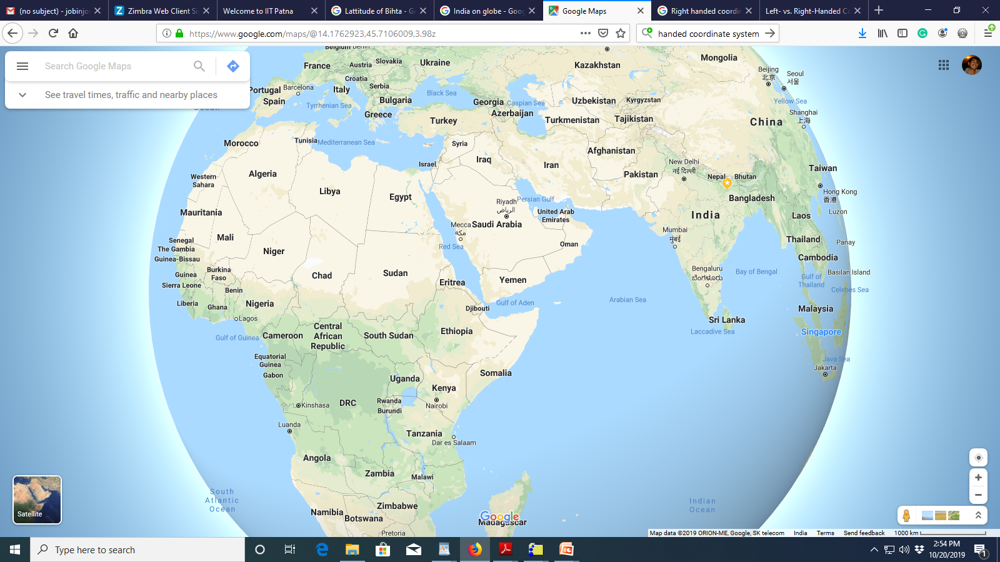 (no subject) - jobinjos
Zimbra Web Client Si
Welcome to IIT Patna
Lattitude of Bihta - Go
India on globe - Goog
Google Maps
Right handed coordin
Left- vs. Right-Handed Co
https://www.google.com/maps/@14.1762923,45.7106009,3.98z
handed coordinate system
Search Google Maps
See travel times, traffic and nearby places
Belgium
Berlin
France
Austria
Slovakia
Ukraine
Kazakhstan
Mongolia
Croatia
Beijing
北京
Seoul
서울
Portugal
Barcelona
Italy
Serbia
Black Sea
Georgia
Caspian Sea
Uzbekistan
Kyrgyzstan
Yellow Sea
Spain
Tyrrhenian Sea
Bulgaria
Greece
Turkey
Azerbaijan
Turkmenistan
Tajikistan
China
Shanghai
上海
Ocean
Morocco
Tunisia
Mediterranean Sea
Syria
Afghanistan
Israel
Iraq
Iran
Pakistan
New Delhi
नई दिल्ली
Nepal
Bhutan
Taiwan
Western
Sahara
Algeria
Libya
Egypt
Riyadh
الرياض
Persian Gulf
Bangladesh
Hong Kong
香港
Mauritania
Mecca
مكة
Saudi Arabia
United Arab
Emirates
India
Laos
Luzon
Mali
Niger
Red Sea
Oman
Mumbai
मुंबई
Thailand
Panay
Senegal
The Gambia
Guinea-Bissau
Cambodia
Guinea
Burkina
Faso
Chad
Sudan
Yemen
Bengaluru
ಬೆಂಗಳೂರು
Bay of Bengal
Gulf of
Thailand
Basilan Island
Sierra Leone
Benin
Eritrea
Celebes Sea
Liberia
Ghana
Nigeria
Djibouti
Gulf of Aden
Arabian Sea
Malaysia
Lagos
Central
African
Republic
Ethiopia
Sri Lanka
Gulf of Guinea
Cameroon
South Sudan
Laccadive Sea
Singapore
Equatorial
Guinea
Gabon
Somalia
Java Sea
Jakarta
Uganda
Kenya
Kinshasa
DRC
Rwanda
Burundi
Nairobi
Luanda
Tanzania
Dar es Salaam
Angola
Zambia
Malawi
South
Atlantic
Ocean
Indian
Ocean
Namibia
Zimbabwe
Botswana
Google
Madagascar
Pretoria
Satellite
Map data ©2019 ORION-ME, Google, SK telecom India Terms Send feedback 1000 km
Type here to search
2:54 PM
10/20/2019
1